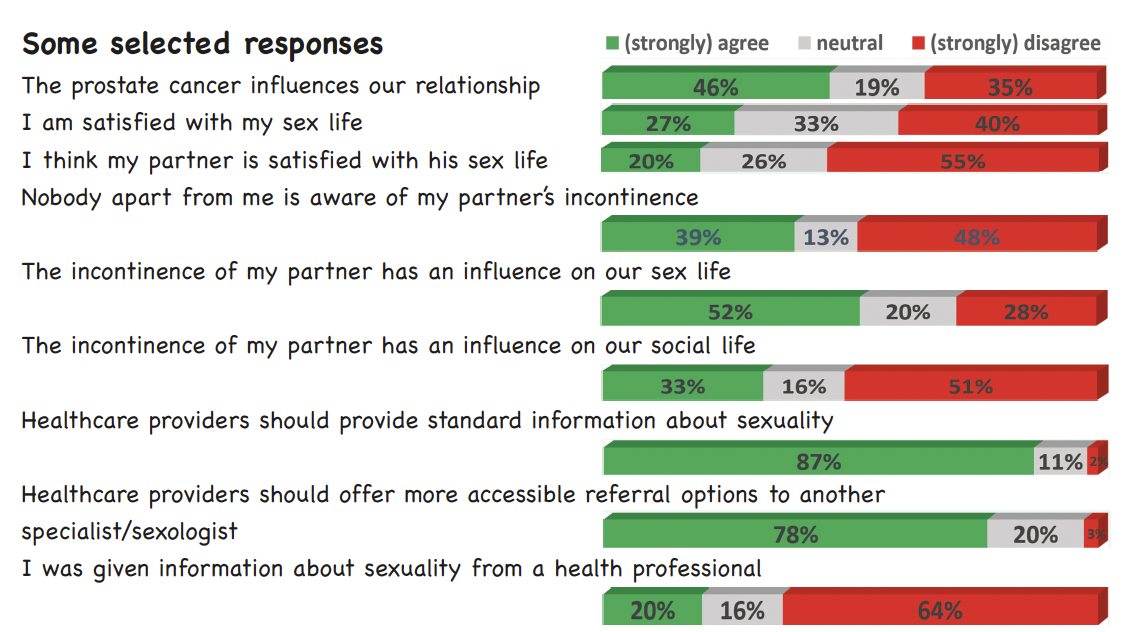 Some selected responses
(strongly) agree neutral (strongly) disagree
The prostate cancer influences our relationship
46% 19% 35%
I am satisfied with my sex life
27% 33% 40%
I think my partner is satisfied with his sex life
20% 26% 55%
Nobody apart from me is aware of my partner's incontinence
39% 13% 48%
The incontinence of my partner has an influence on our sex life
52% 20% 28%
The incontinence of my partner has an influence on our social life
33% 16% 51%
Healthcare providers should provide standard information about sexuality
87% 11% 2%
Healthcare providers should offer more accessible referral options to another
specialist/sexologist
78% 20% 3%
I was given information about sexuality from a health professional
20% 16% 64%